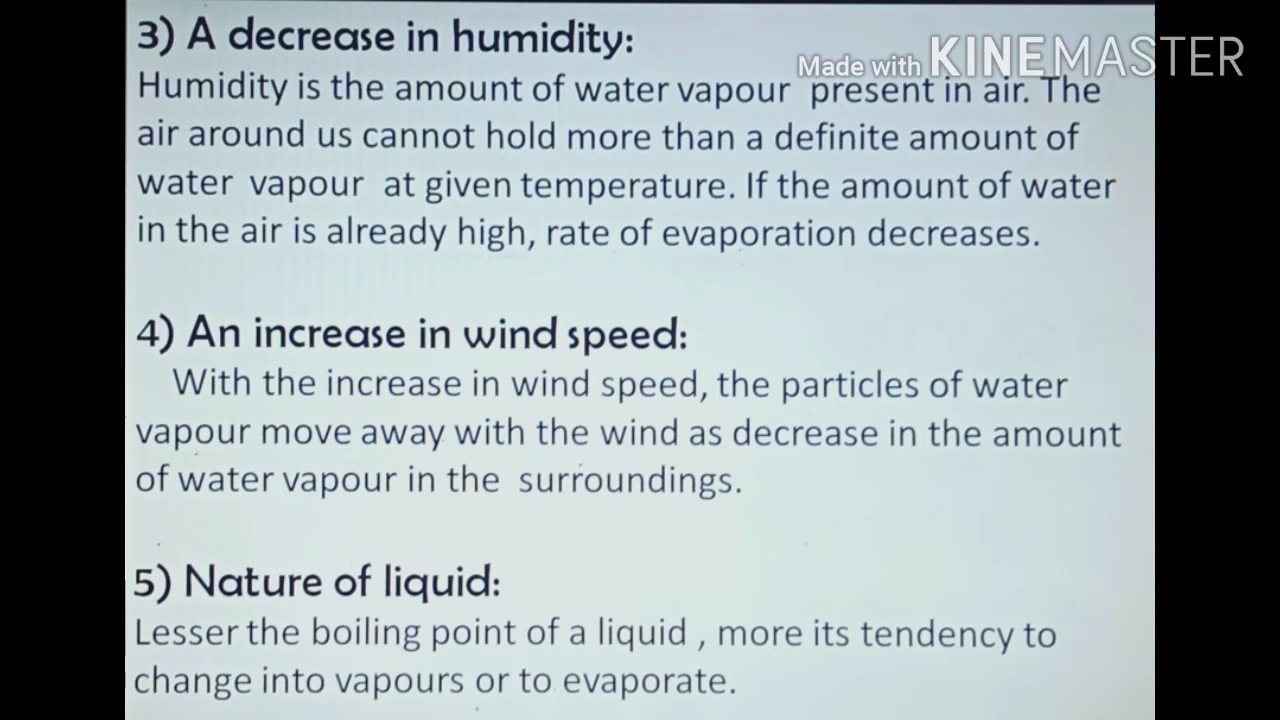 3) A decrease in humidity:
Made with KINEMASTER
Humidity is the amount of water vapour present in air. The
air around us cannot hold more than a definite amount of
water vapour at given temperature. If the amount of water
in the air is already high, rate of evaporation decreases.
4) An increase in wind speed:
With the increase in wind speed, the particles of water
vapour move away with the wind as decrease in the amount
of water vapour in the surroundings.
5) Nature of liquid:
Lesser the boiling point of a liquid , more its tendency to
change into vapours or to evaporate.